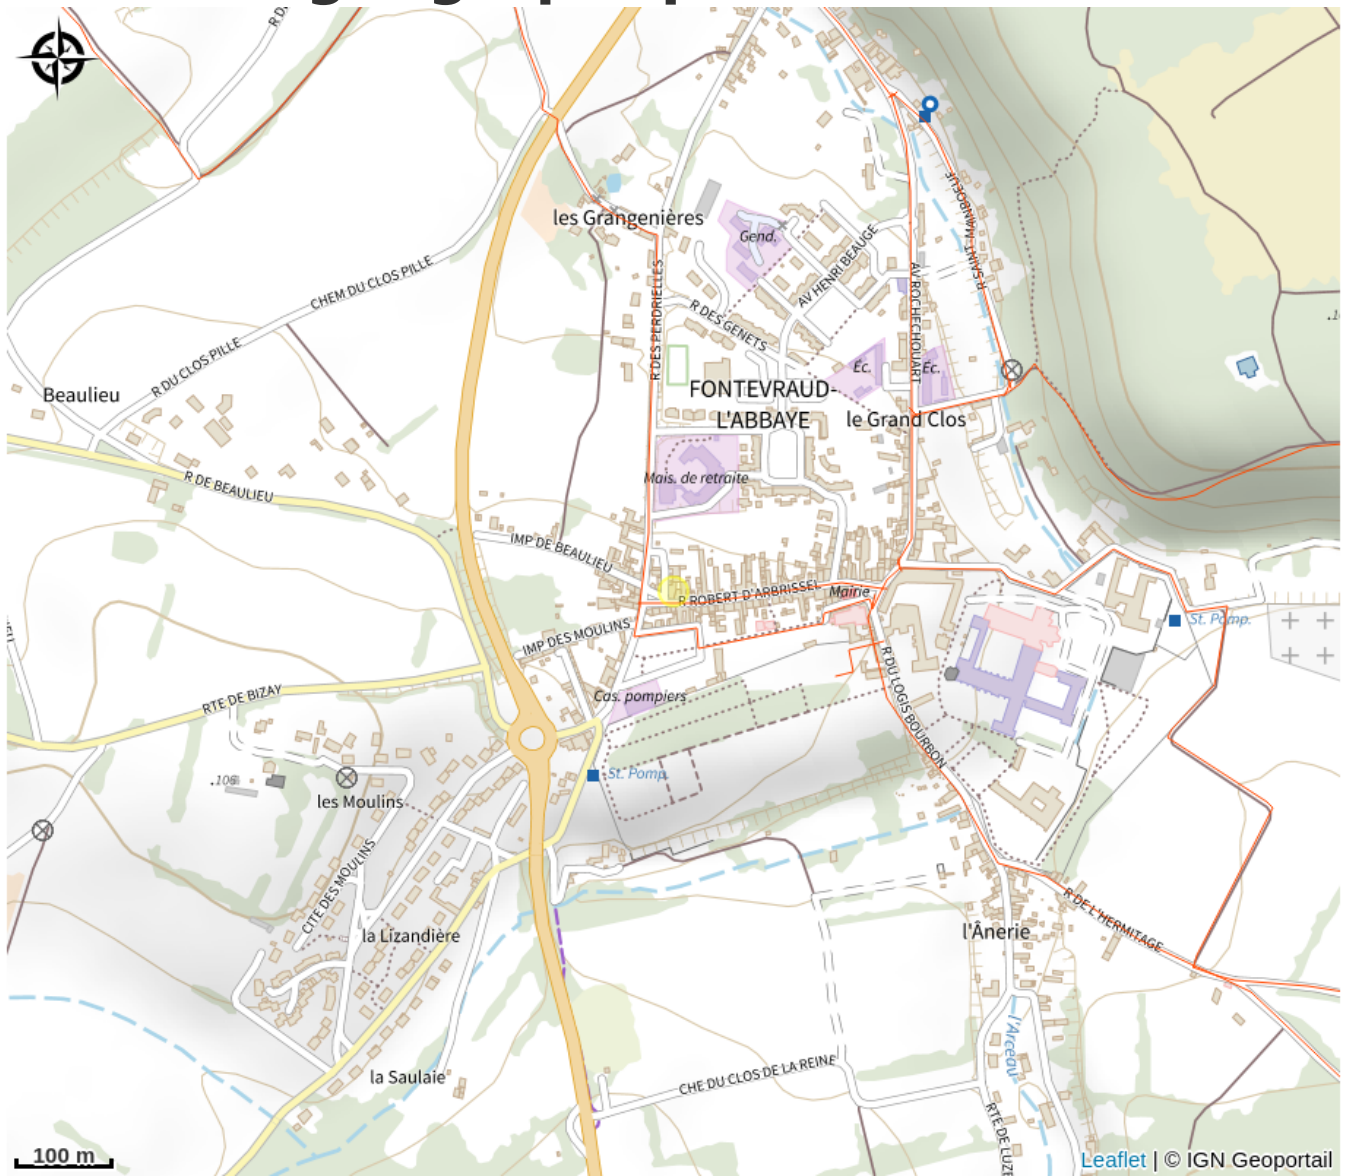 R D.
les Grangenières
Gend.
R SAINT-MAINBOEUF
CHEM DU CLOS PILLE
R DES PERDRIELLES
AV HENRI BEAUGE
AV ROCHECHOUART
R DES GENETS
R DU CLOS PILLE
Beaulieu
Éc.
Éc.
FONTEVRAUD-
L'ABBAYE
le Grand Clos
Mais. de retraite
R DE BEAULIEU
IMP DE BEAULIEU
R ROBERT D'ARBRISSEL
Mairie
St. Pomp.
IMP DES MOULINS
RTE DE BIZAY
Cas. pompiers
R DU LOGIS BOURBON
St. Pomp.
.106
les Moulins
CITE DES MOULINS
la Lizandière
l'Ânerie
R DE L'HERMITAGE
l'Arceau
la Saulaie
CHE DU CLOS DE LA REINE
RTE DE LUZE
100 m
Leaflet | © IGN Geoportail